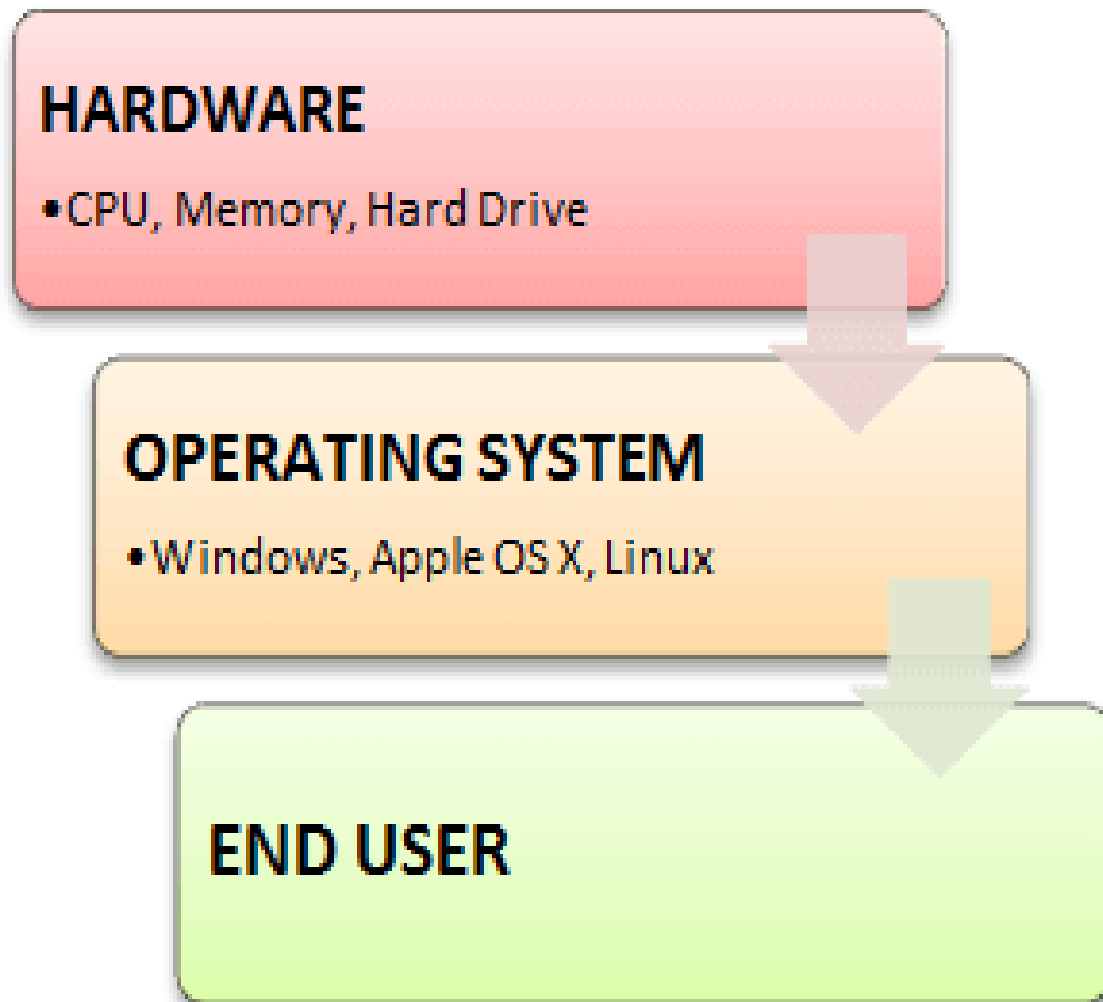 HARDWARE
•CPU, Memory, Hard Drive
OPERATING SYSTEM
•Windows, Apple OS X, Linux
END USER